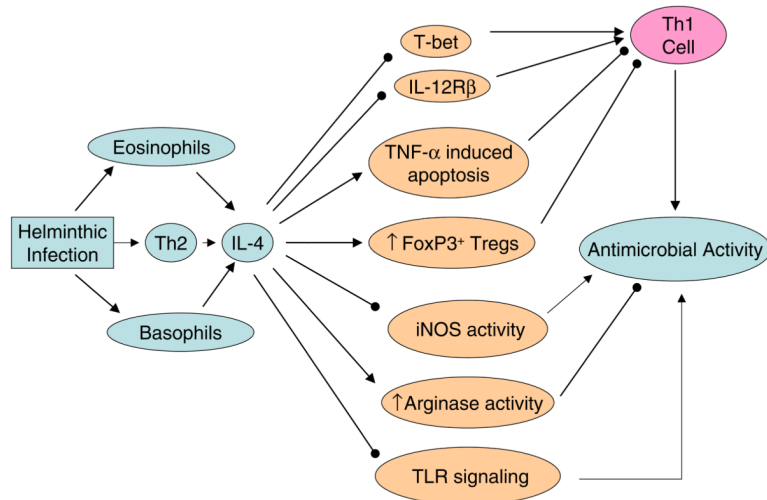 T-bet
Th1
Cell
IL-12Rβ
Eosinophils
TNF-α induced
apoptosis
Helminthic
Infection
Th2
IL-4
↑FoxP3⁺ Tregs
Antimicrobial Activity
Basophils
iNOS activity
↑Arginase activity
TLR signaling